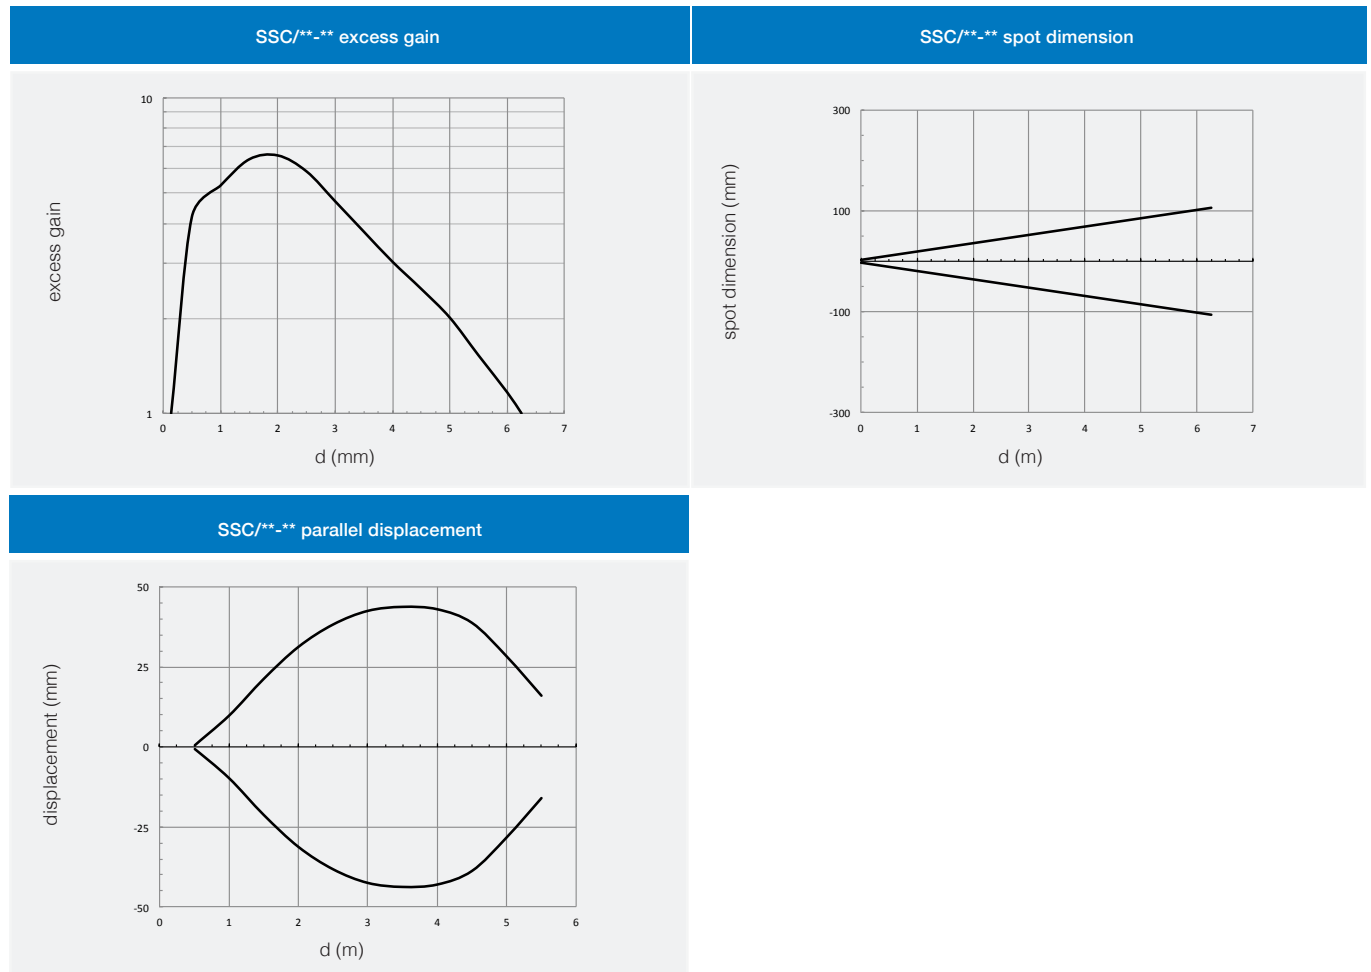 SSC/**-** excess gain
SSC/**-** spot dimension
10
1
0 1 2 3 4 5 6 7
excess gain
d (mm)
300
100
-100
-300
0 1 2 3 4 5 6 7
spot dimension (mm)
d (m)
SSC/**-** parallel displacement
50
25
0
-25
-50
0 1 2 3 4 5 6
displacement (mm)
d (m)